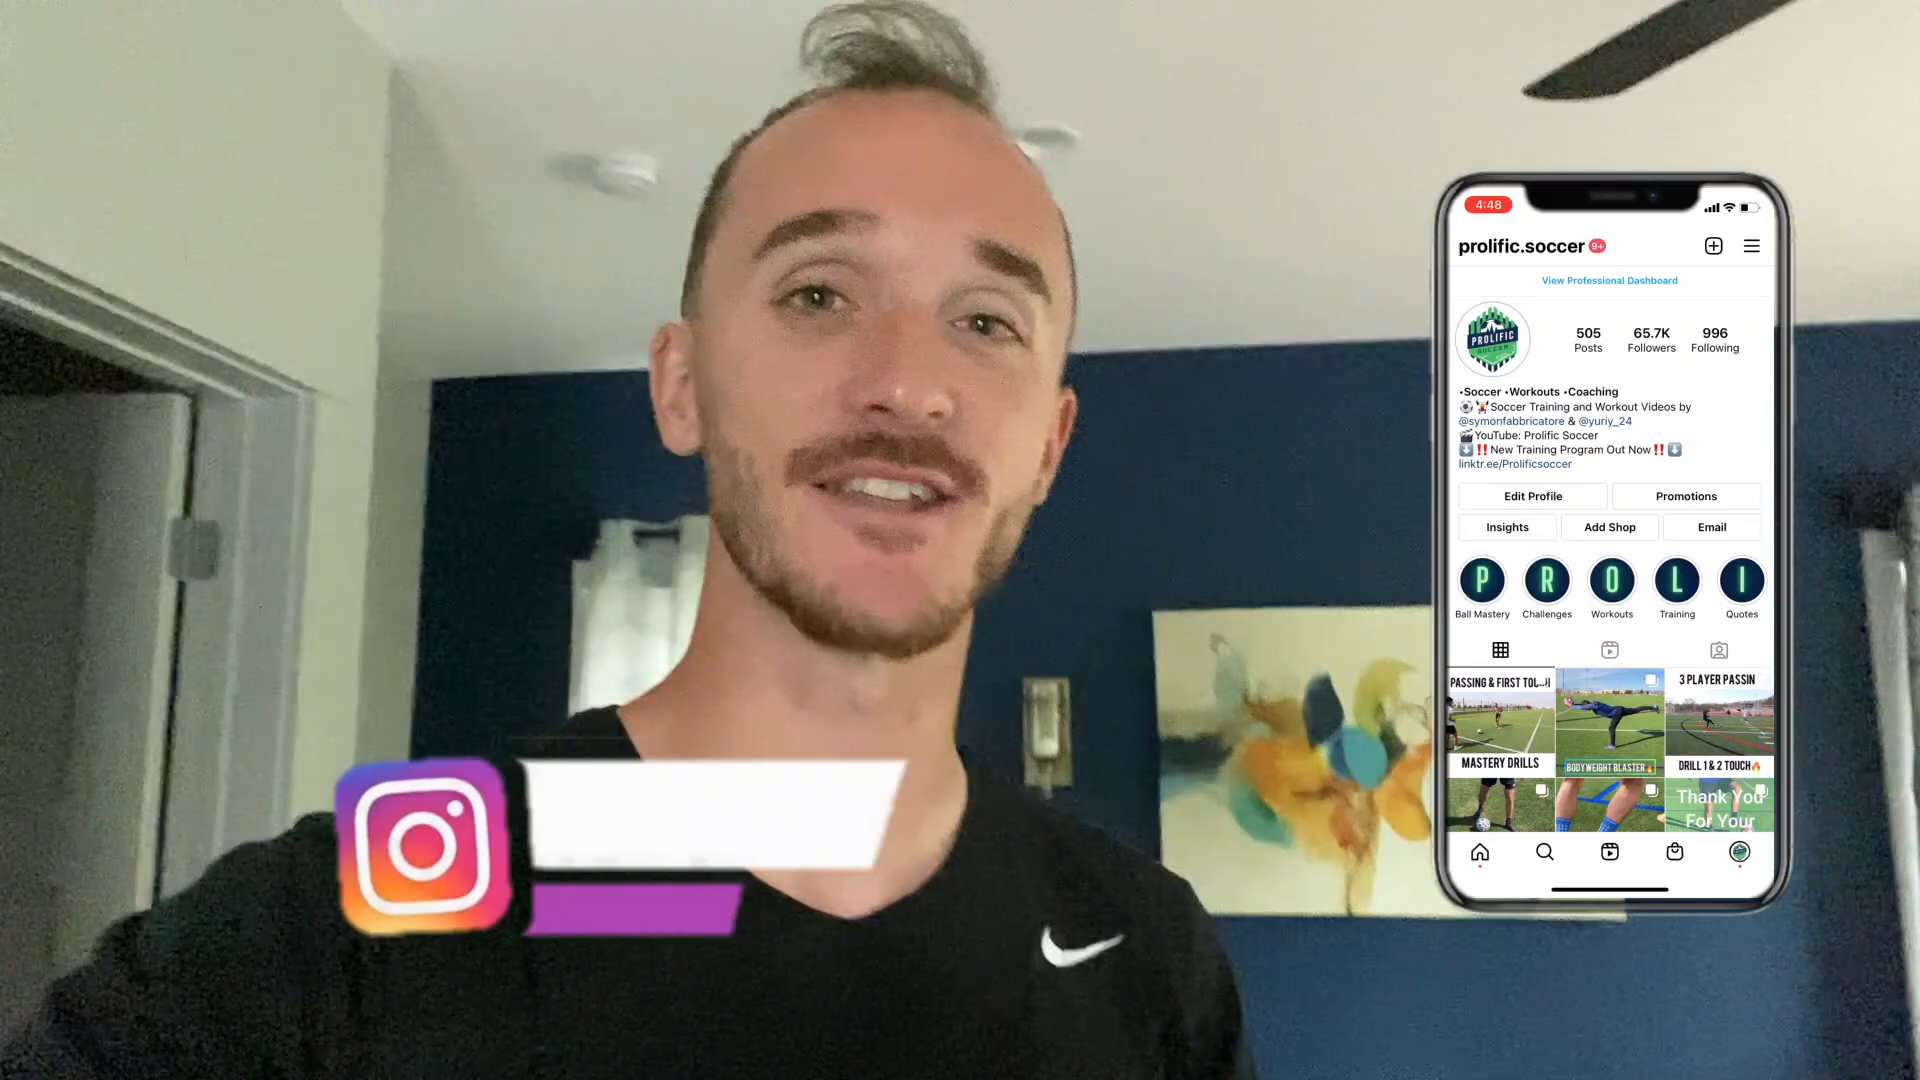 4:48
prolific.soccer 9+
View Professional Dashboard
PROLIFIC
SOCCER
505 65.7K 996
Posts Followers Following
•Soccer •Workouts •Coaching
⚽🏋Soccer Training and Workout Videos by
@symonfabbricatore & @yuriy_24
🎬YouTube: Prolific Soccer
⬇️‼️New Training Program Out Now‼️⬇️
linktr.ee/Prolificsoccer
Edit Profile Promotions
Insights Add Shop Email
P R O L I
Ball Mastery Challenges Workouts Training Quotes
PASSING & FIRST
MASTERY DRILLS
BODYWEIGHT BLASTER🔥
3 PLAYER PASSIN
DRILL 1 & 2 TOUCH🔥
Thank You
For Your